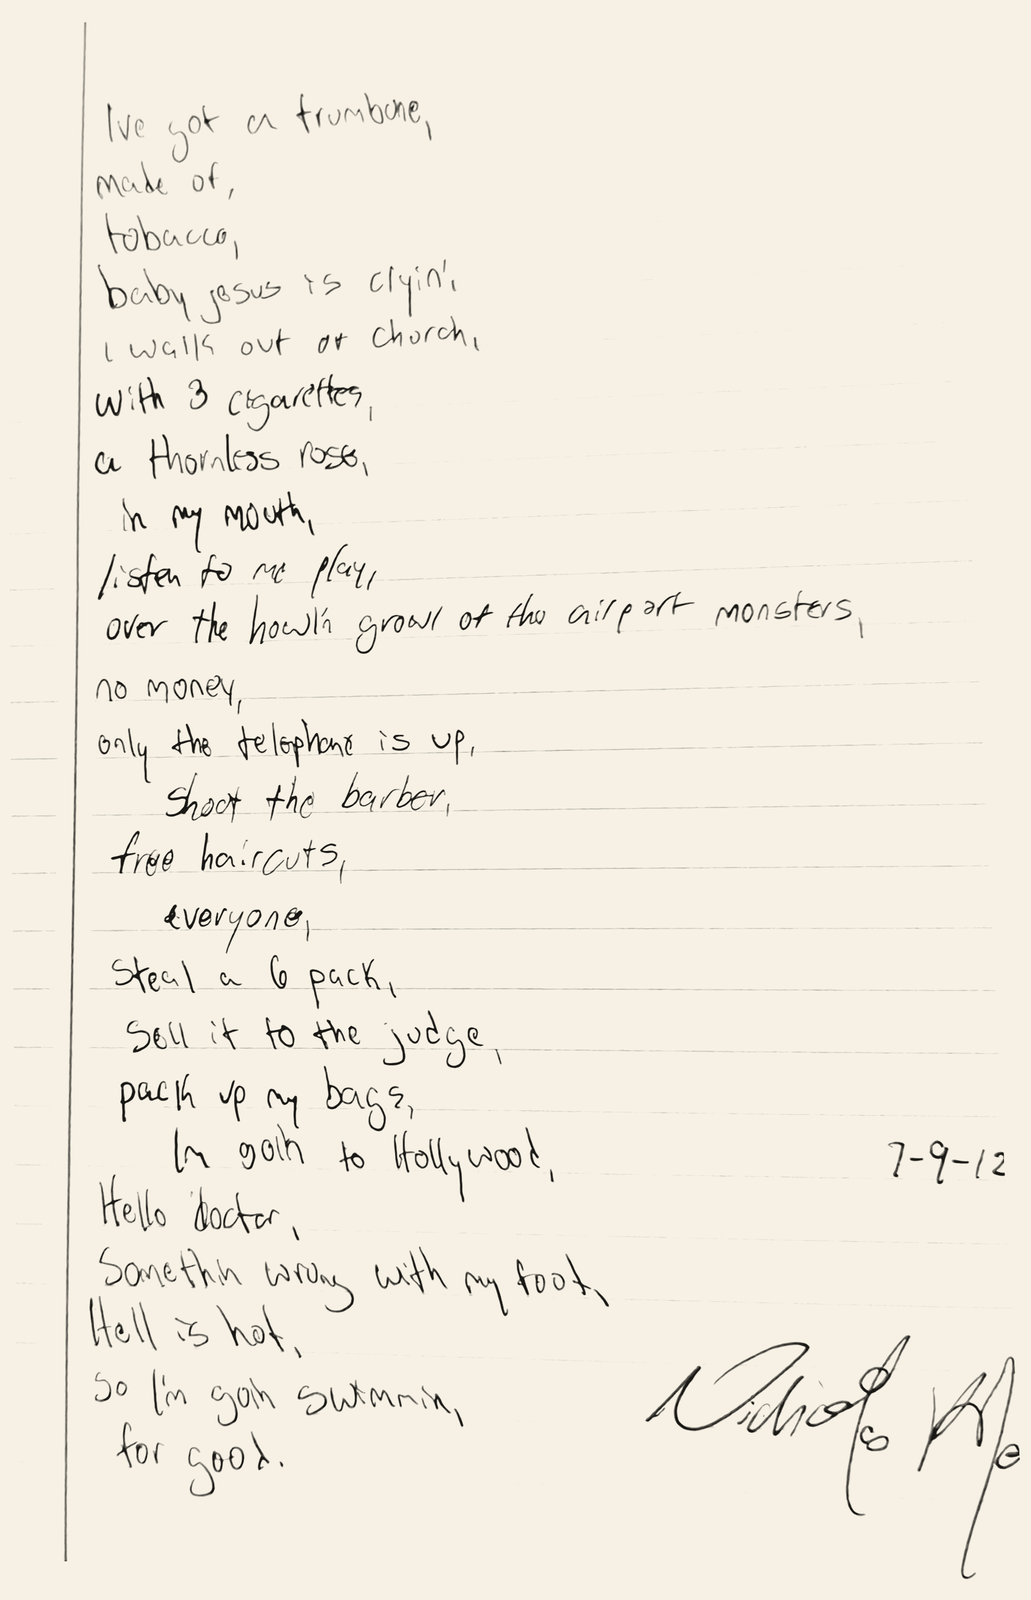 Ive got a trumbone,
made of,
tobacco,
baby jesus is cryin',
i walk out of church,
with 3 cigarettes,
a thornless rose,
in my mouth,
listen to me play,
over the howlin growl of the airport monsters,
no money,
only the telephone is up,
Shoot the barber,
free haircuts,
everyone,
Steal a 6 pack,
Sell it to the judge,
pack up my bags,
Im goin to Hollywood,
7-9-12
Hello doctor,
Somethin wrong with my foot,
Hell is hot,
so I'm goin swimmin,
for good.